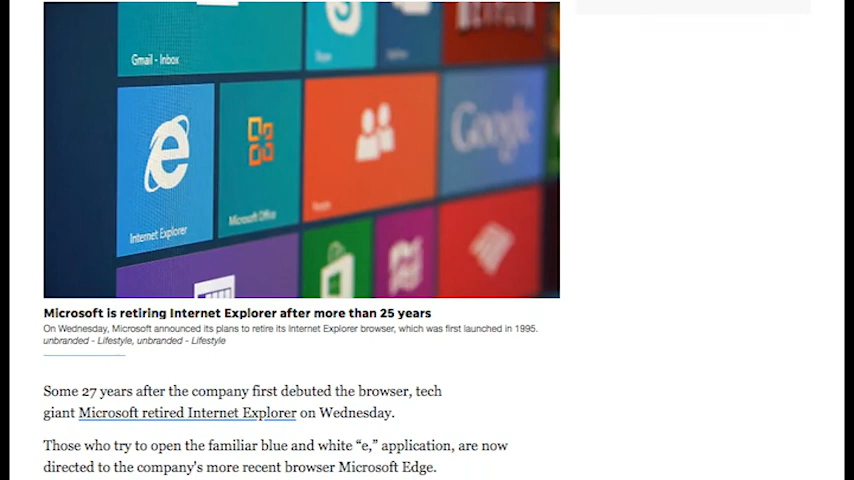 Gmail - Inbox
Internet Explorer
Microsoft Office
Google
Microsoft is retiring Internet Explorer after more than 25 years
On Wednesday, Microsoft announced its plans to retire its Internet Explorer browser, which was first launched in 1995.
unbranded - Lifestyle, unbranded - Lifestyle
Some 27 years after the company first debuted the browser, tech
giant Microsoft retired Internet Explorer on Wednesday.
Those who try to open the familiar blue and white “e,” application, are now
directed to the company's more recent browser Microsoft Edge.